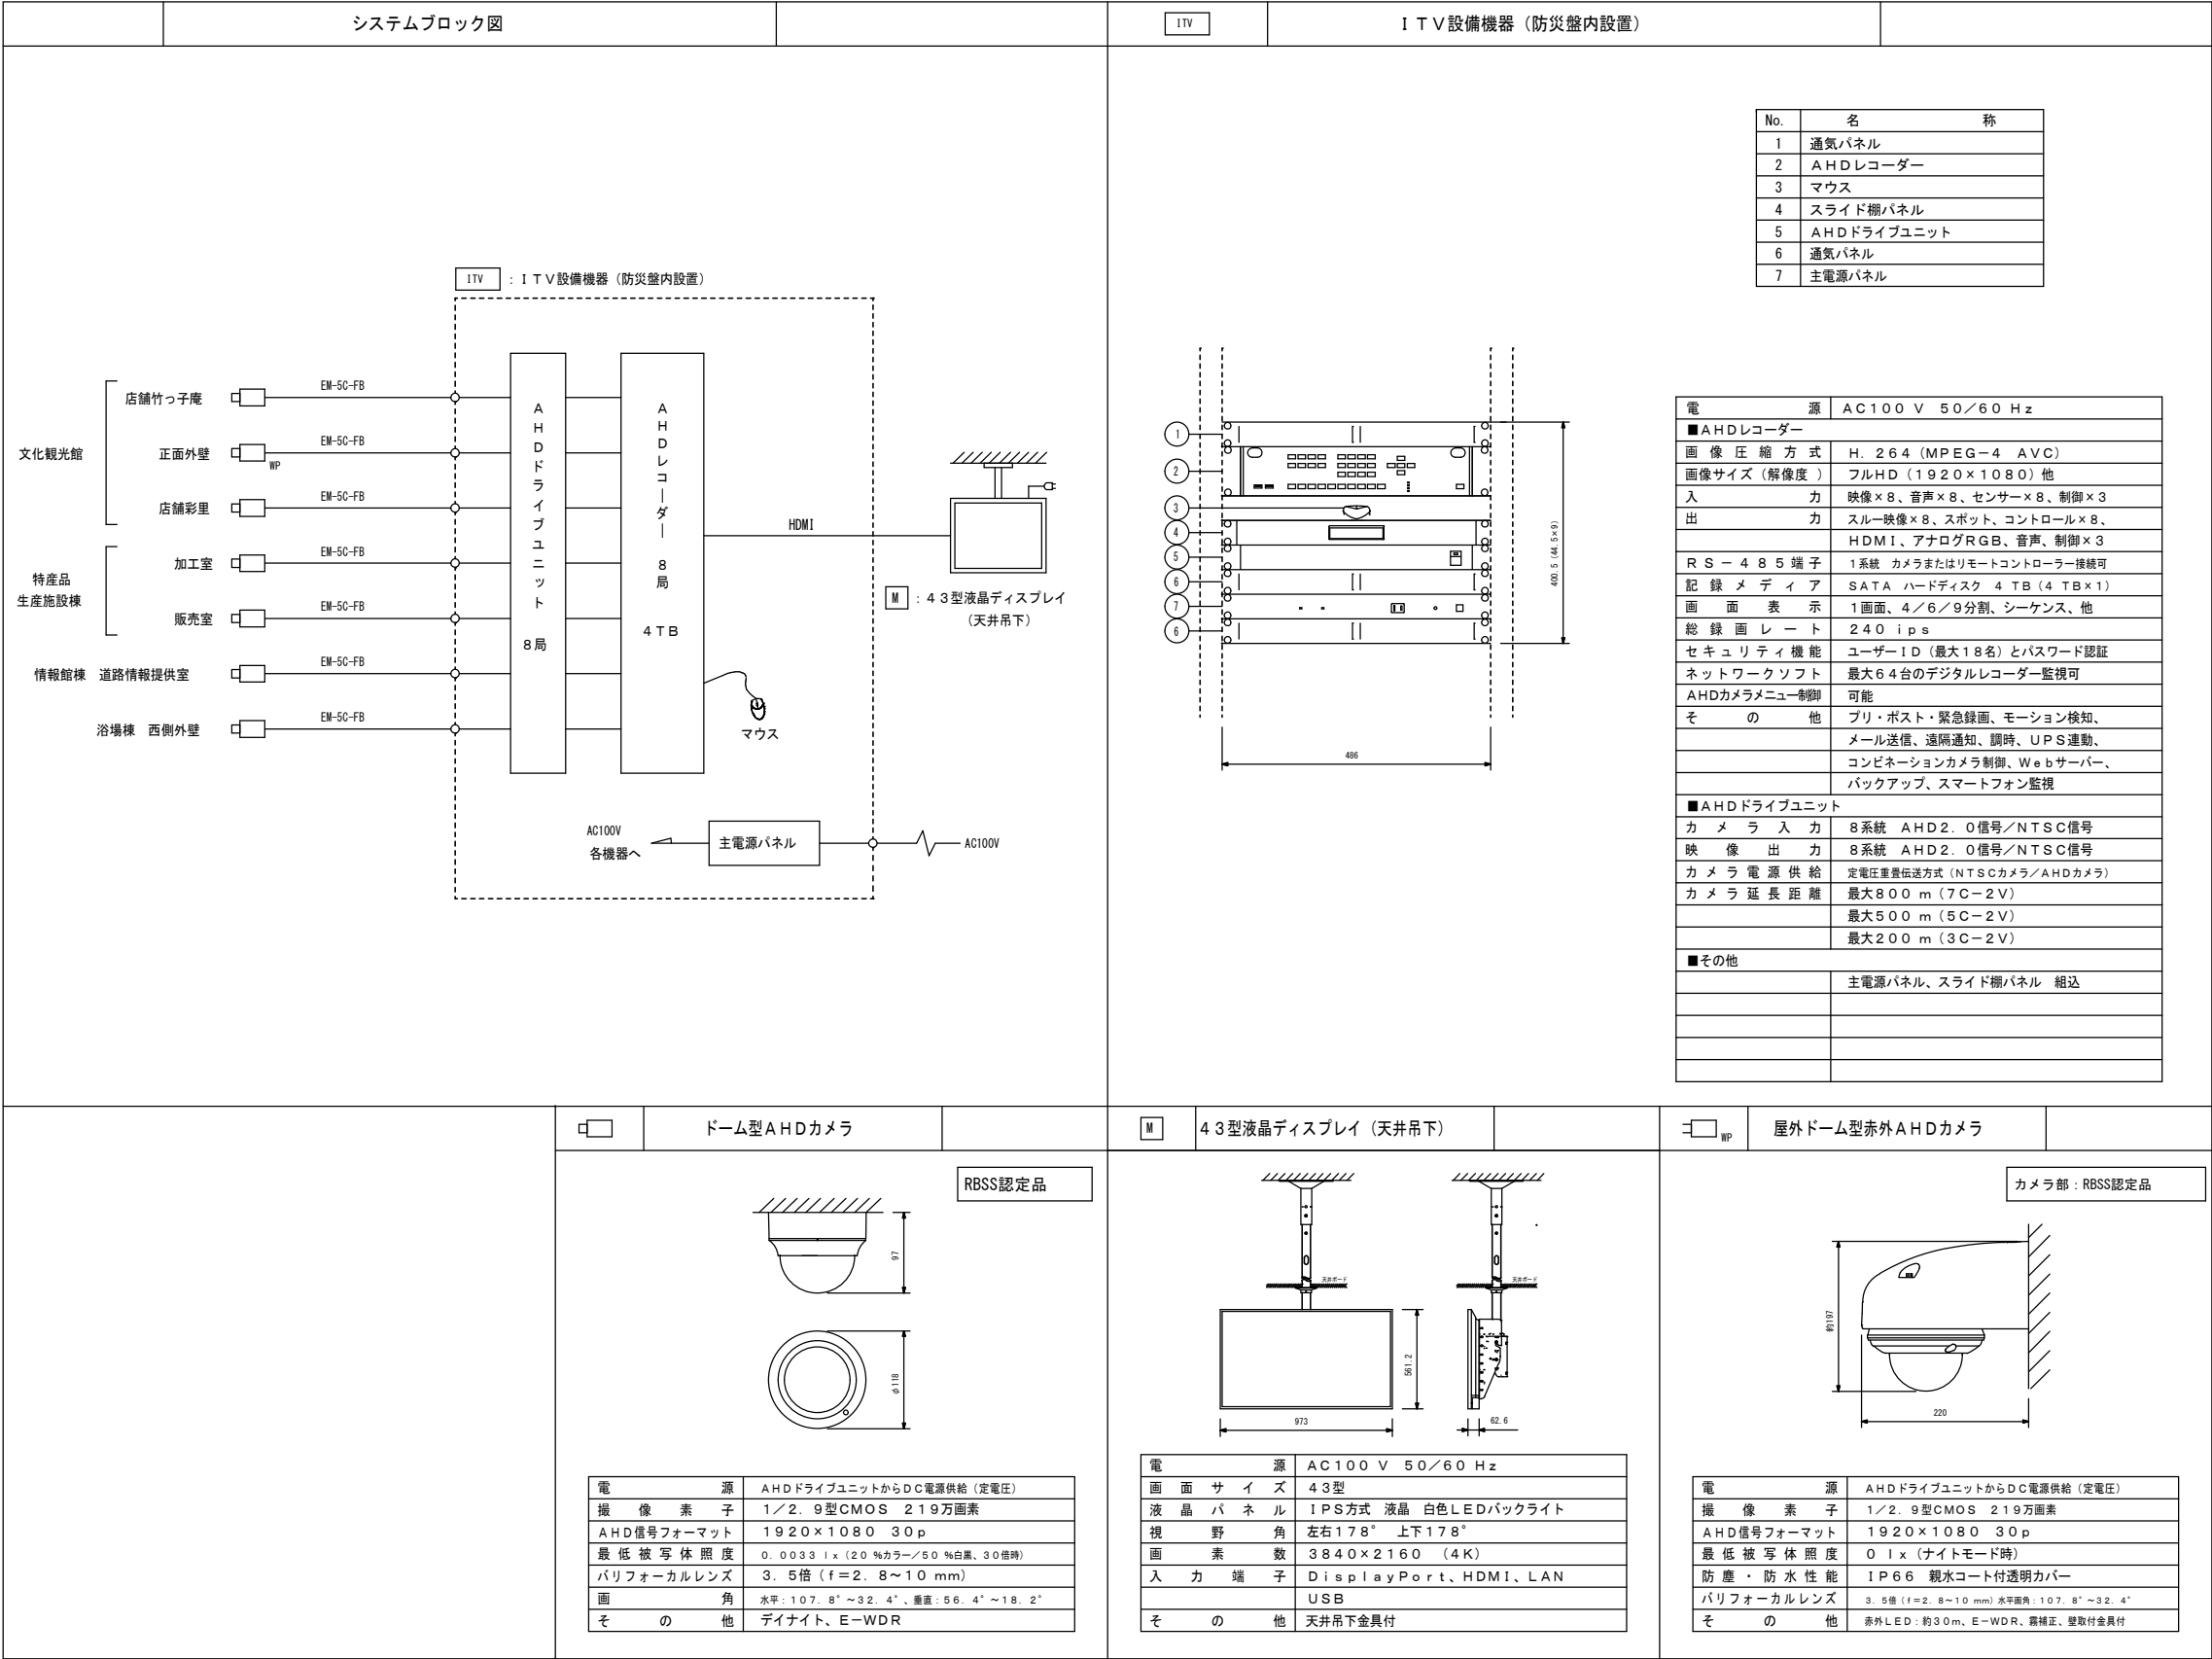 システムブロック図
ITV
ＩＴＶ設備機器（防災盤内設置）
ITV ：ＩＴＶ設備機器（防災盤内設置）
文化観光館
店舗竹っ子庵
EM-5C-FB
正面外壁
WP
EM-5C-FB
店舗彩里
EM-5C-FB
特産品
生産施設棟
加工室
EM-5C-FB
販売室
EM-5C-FB
情報館棟　道路情報提供室
EM-5C-FB
浴場棟　西側外壁
EM-5C-FB
ＡＨＤドライブユニット　８局
ＡＨＤレコーダー　８局
４ＴＢ
HDMI
M ：４３型液晶ディスプレイ
（天井吊下）
マウス
AC100V
各機器へ
主電源パネル
AC100V
No. 名称
1 通気パネル
2 ＡＨＤレコーダー
3 マウス
4 スライド棚パネル
5 ＡＨＤドライブユニット
6 通気パネル
7 主電源パネル
1
2
3
4
5
6
7
6
400.5 (44.5×9)
486
電源 ＡＣ１００ Ｖ　５０／６０ Ｈｚ
■ＡＨＤレコーダー
画像圧縮方式 Ｈ．２６４（ＭＰＥＧ－４　ＡＶＣ）
画像サイズ（解像度） フルＨＤ（１９２０×１０８０）他
入力 映像×８、音声×８、センサー×８、制御×３
出力 スルー映像×８、スポット、コントロール×８、
ＨＤＭＩ、アナログＲＧＢ、音声、制御×３
ＲＳ－４８５端子 １系統　カメラまたはリモートコントローラー接続可
記録メディア ＳＡＴＡ　ハードディスク　４ ＴＢ（４ ＴＢ×１）
画面表示 １画面、４／６／９分割、シーケンス、他
総録画レート ２４０ ｉｐｓ
セキュリティ機能 ユーザーＩＤ（最大１８名）とパスワード認証
ネットワークソフト 最大６４台のデジタルレコーダー監視可
AHDカメラメニュー制御 可能
その他 プリ・ポスト・緊急録画、モーション検知、
メール送信、遠隔通知、調時、ＵＰＳ連動、
コンビネーションカメラ制御、Ｗｅｂサーバー、
バックアップ、スマートフォン監視
■ＡＨＤドライブユニット
カメラ入力 ８系統　ＡＨＤ２．０信号／ＮＴＳＣ信号
映像出力 ８系統　ＡＨＤ２．０信号／ＮＴＳＣ信号
カメラ電源供給 定電圧重畳伝送方式（ＮＴＳＣカメラ／ＡＨＤカメラ）
カメラ延長距離 最大８００ ｍ（７Ｃ－２Ｖ）
最大５００ ｍ（５Ｃ－２Ｖ）
最大２００ ｍ（３Ｃ－２Ｖ）
■その他
主電源パネル、スライド棚パネル　組込
ドーム型ＡＨＤカメラ
RBSS認定品
97
φ118
電源 ＡＨＤドライブユニットからＤＣ電源供給（定電圧）
撮像素子 １／２．９型ＣＭＯＳ　２１９万画素
ＡＨＤ信号フォーマット １９２０×１０８０　３０ｐ
最低被写体照度 ０．００３３ ｌｘ（２０ ％カラー／５０ ％白黒、３０倍時）
バリフォーカルレンズ ３．５倍（ｆ＝２．８～１０ ｍｍ）
画角 水平：１０７．８°～３２．４°、垂直：５６．４°～１８．２°
その他 デイナイト、Ｅ－ＷＤＲ
M
４３型液晶ディスプレイ（天井吊下）
天井ボード
天井ボード
561.2
973
62.6
電源 ＡＣ１００ Ｖ　５０／６０ Ｈｚ
画面サイズ ４３型
液晶パネル ＩＰＳ方式　液晶　白色ＬＥＤバックライト
視野角 左右１７８°　上下１７８°
画素数 ３８４０×２１６０　（４Ｋ）
入力端子 ＤｉｓｐｌａｙＰｏｒｔ、ＨＤＭＩ、ＬＡＮ
ＵＳＢ
その他 天井吊下金具付
WP
屋外ドーム型赤外ＡＨＤカメラ
カメラ部：RBSS認定品
約197
220
電源 ＡＨＤドライブユニットからＤＣ電源供給（定電圧）
撮像素子 １／２．９型ＣＭＯＳ　２１９万画素
ＡＨＤ信号フォーマット １９２０×１０８０　３０ｐ
最低被写体照度 ０ ｌｘ（ナイトモード時）
防塵・防水性能 ＩＰ６６　親水コート付透明カバー
バリフォーカルレンズ ３．５倍（ｆ＝２．８～１０ ｍｍ）水平画角：１０７．８°～３２．４°
その他 赤外ＬＥＤ：約３０ｍ、Ｅ－ＷＤＲ、霧補正、壁取付金具付